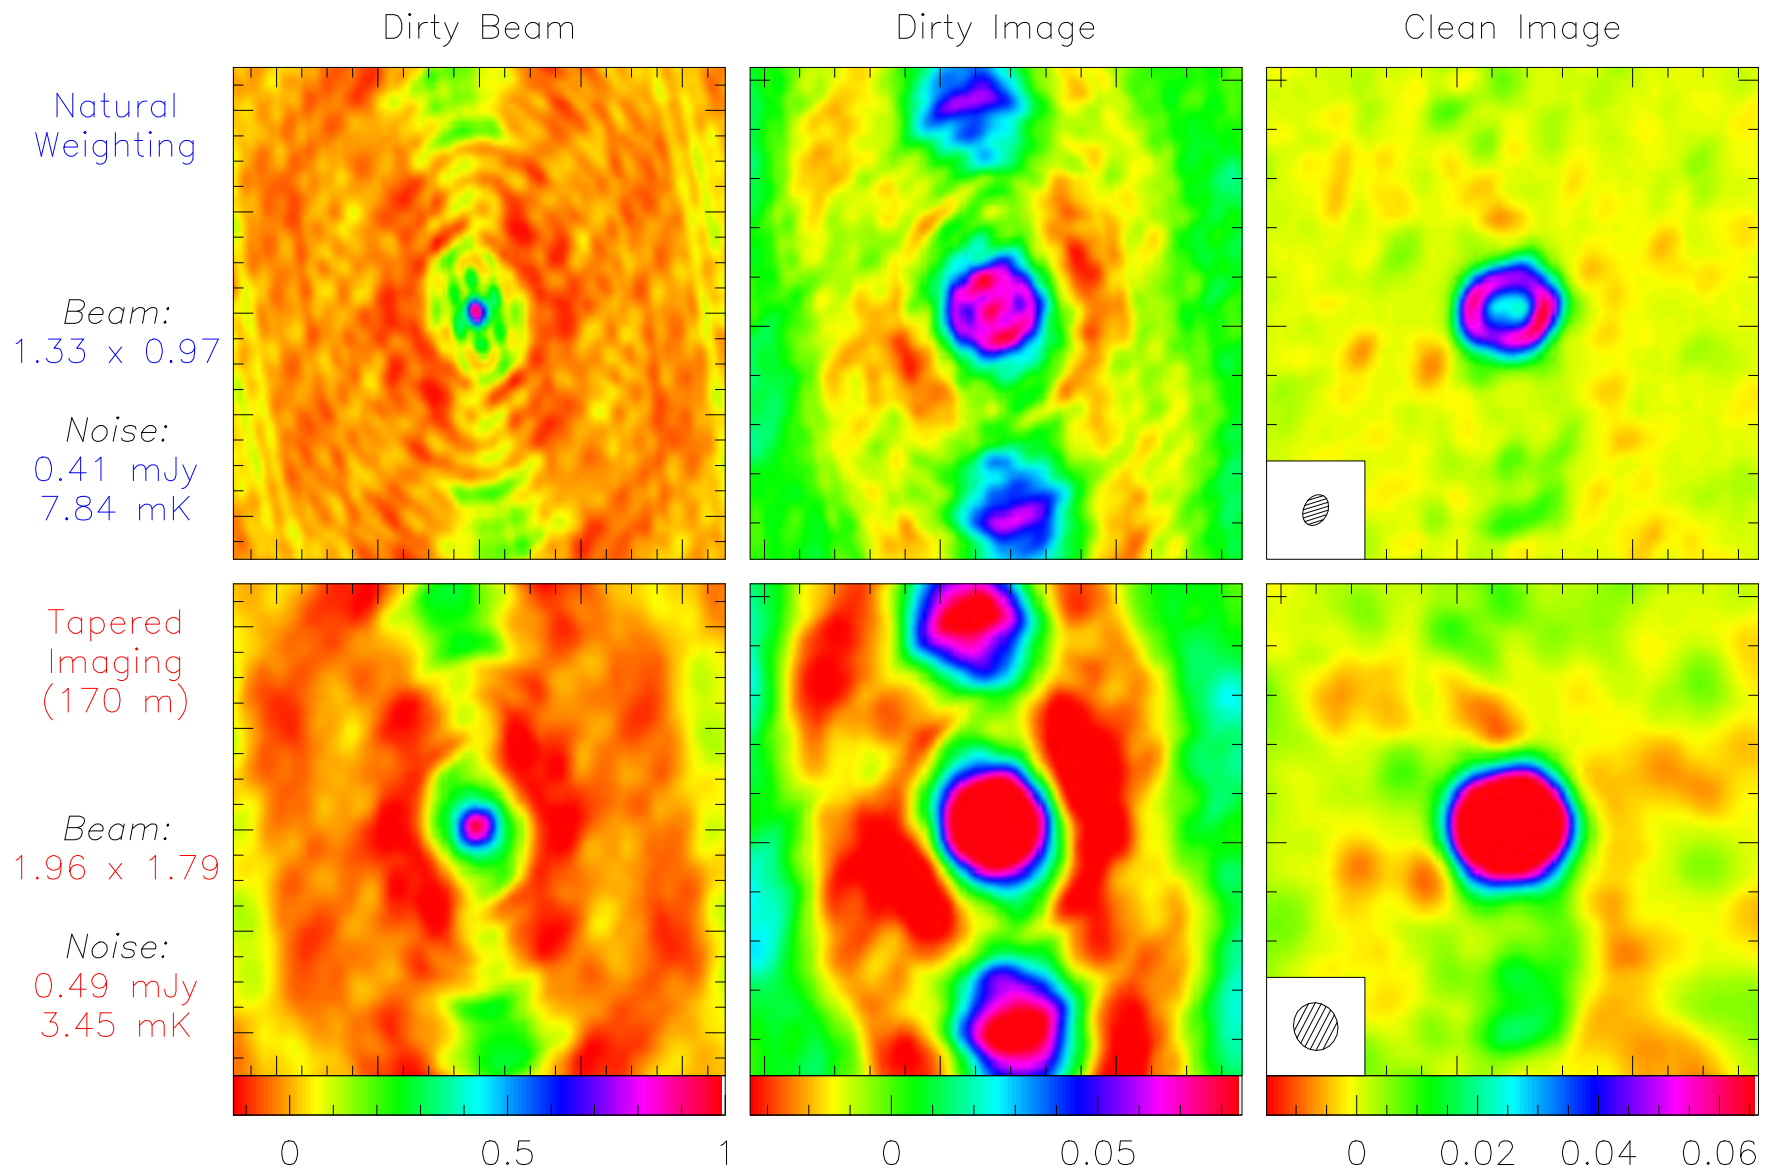 Dirty Beam
Dirty Image
Clean Image
Natural
Weighting
Beam:
1.33 x 0.97
Noise:
0.41 mJy
7.84 mK
Tapered
Imaging
(170 m)
Beam:
1.96 x 1.79
Noise:
0.49 mJy
3.45 mK
0 0.5 1
0 0.05
0 0.02 0.04 0.06